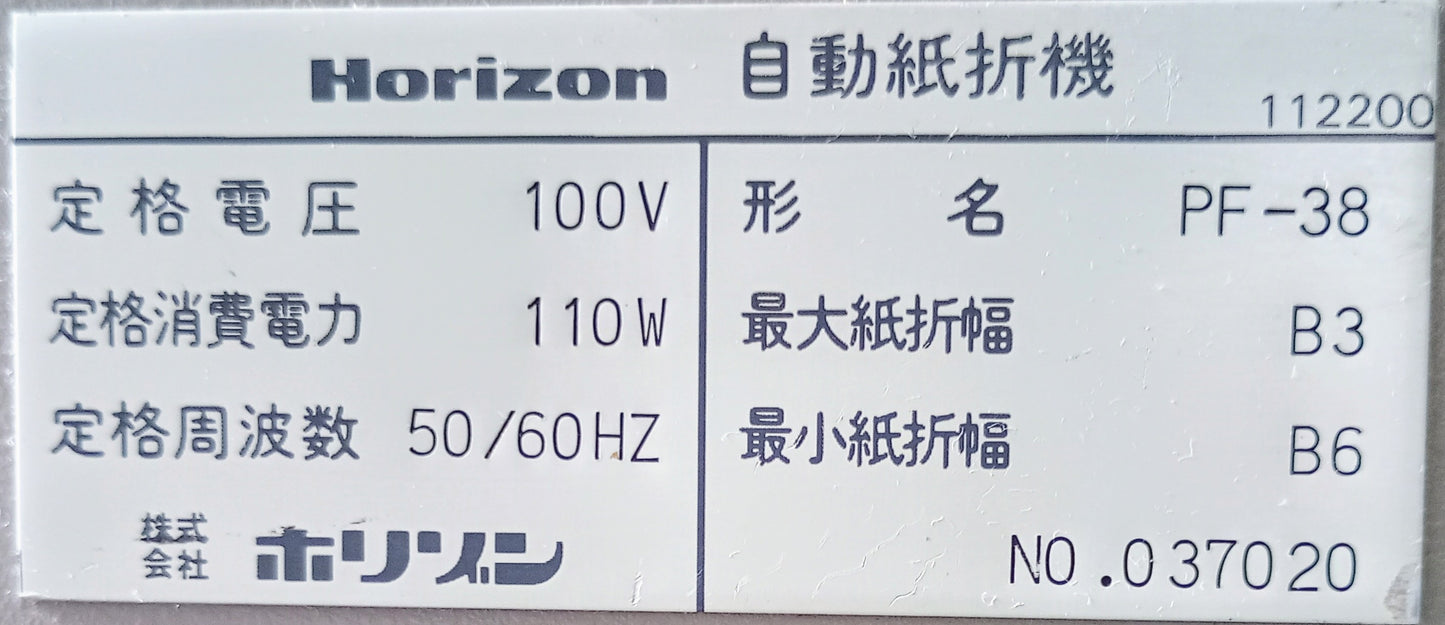 Horizon 自動紙折機
112200
定格電圧 100V
定格消費電力 110W
定格周波数 50/60HZ
株式会社 ホリゾン
形名 PF-38
最大紙折幅 B3
最小紙折幅 B6
NO.037020